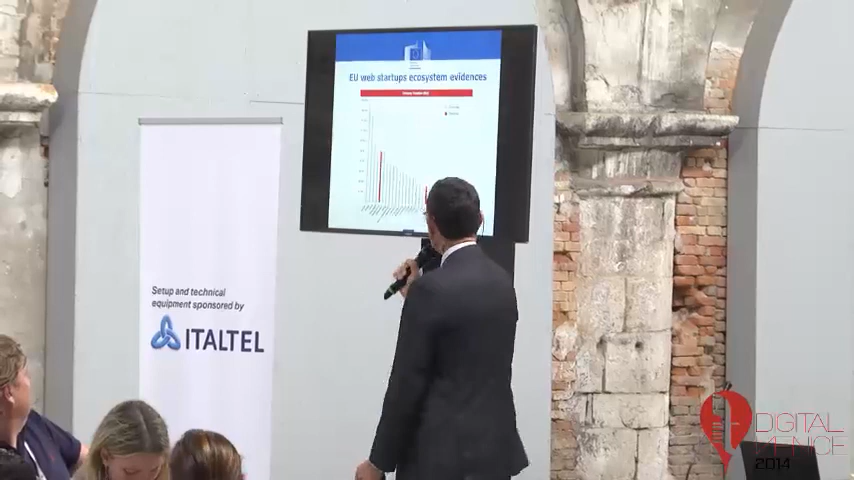 EU web startups ecosystem evidences
Setup and technical
equipment sponsored by
ITALTEL
DIGITAL
VENICE
2014